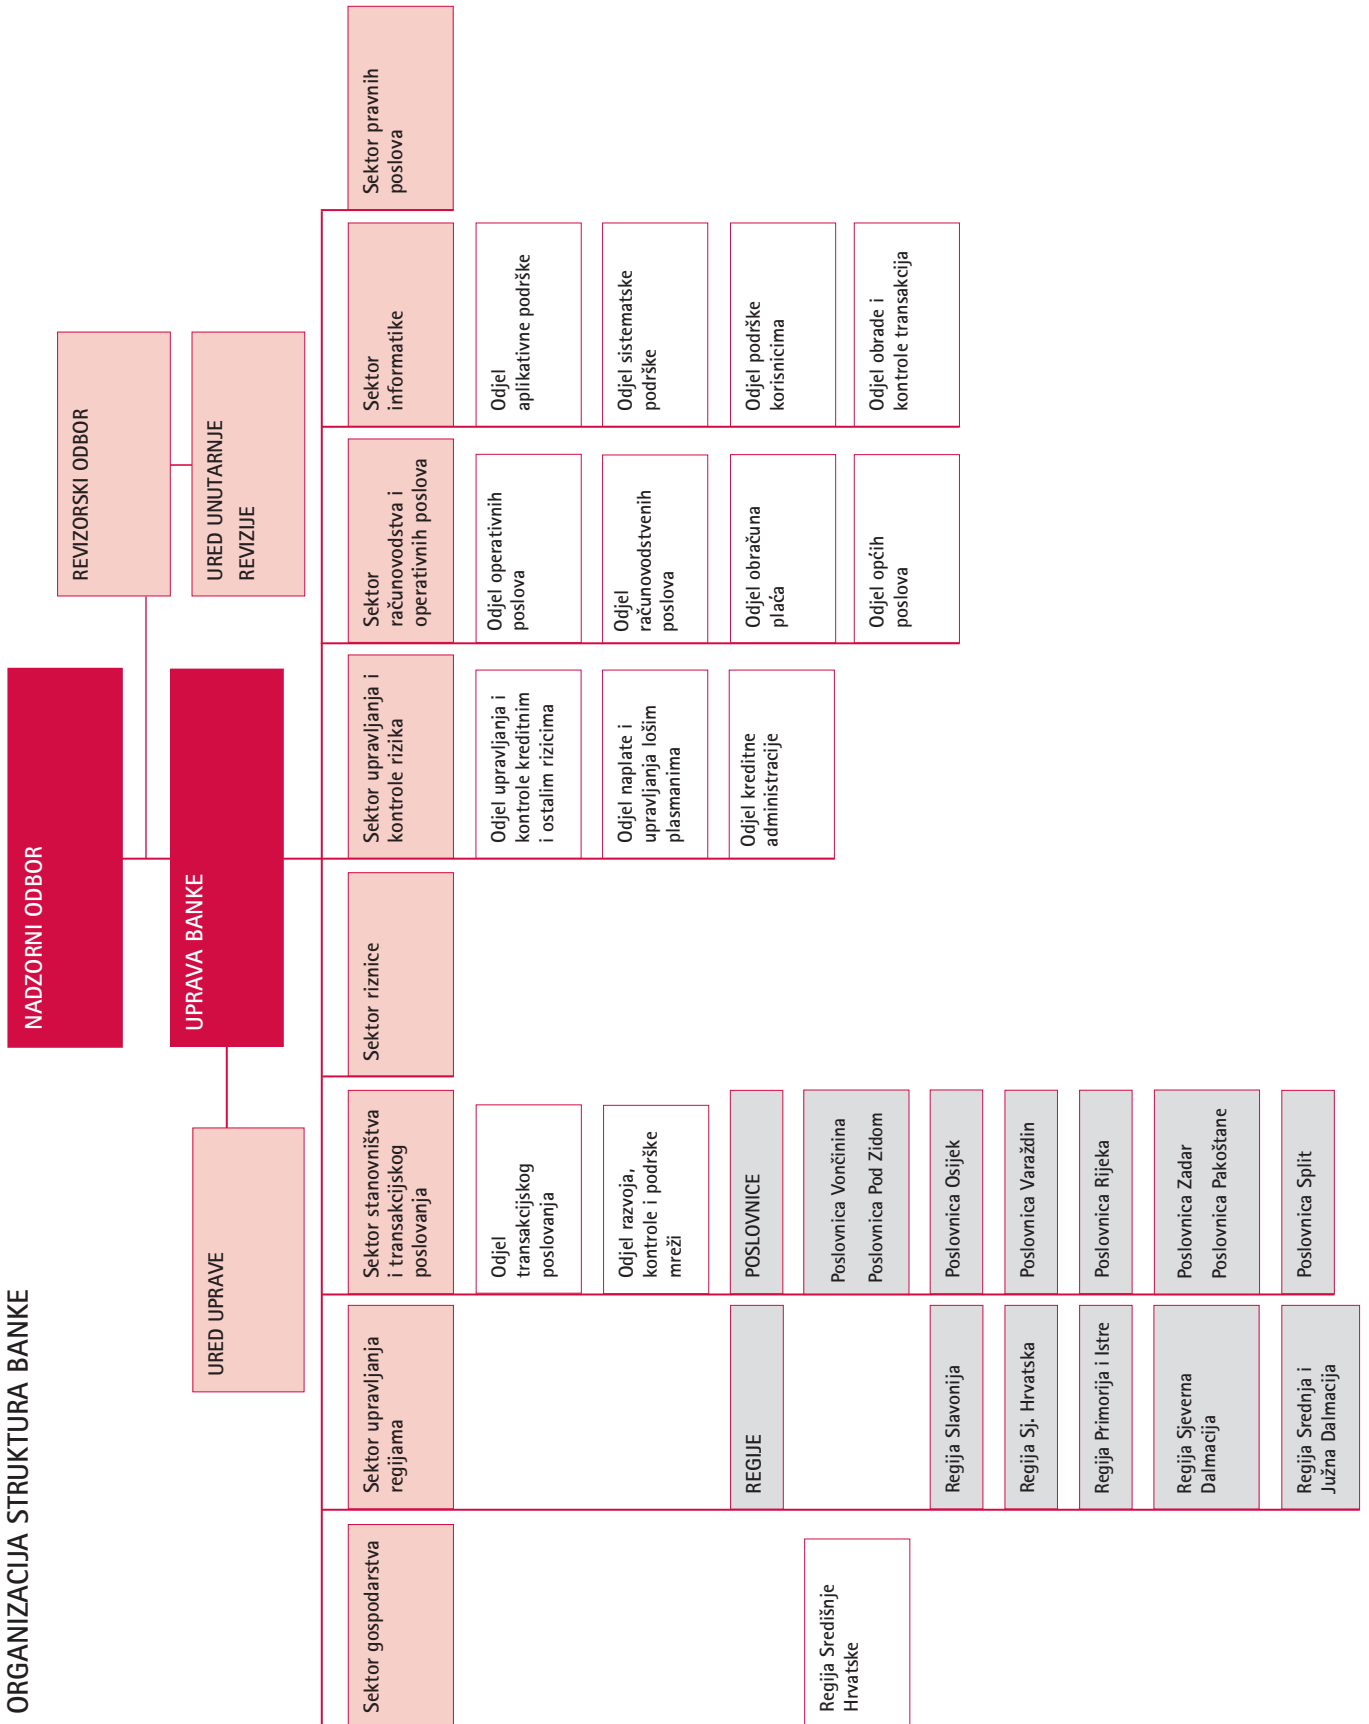 ORGANIZACIJA STRUKTURA BANKE
NADZORNI ODBOR
REVIZORSKI ODBOR
UPRAVA BANKE
URED UPRAVE
URED UNUTARNJE
REVIZIJE
Sektor gospodarstva
Regija Središnje
Hrvatske
Sektor upravljanja
regijama
REGIJE
Regija Slavonija
Regija Sj. Hrvatska
Regija Primorija i Istre
Regija Sjeverna
Dalmacija
Regija Srednja i
Južna Dalmacija
Sektor stanovništva
i transakcijskog
poslovanja
Odjel
transakcijskog
poslovanja
Odjel razvoja,
kontrole i podrške
mreži
POSLOVNICE
Poslovnica Vončinina
Poslovnica Pod Zidom
Poslovnica Osijek
Poslovnica Varaždin
Poslovnica Rijeka
Poslovnica Zadar
Poslovnica Pakoštane
Poslovnica Split
Sektor riznice
Sektor upravljanja i
kontrole rizika
Odjel upravljanja i
kontrole kreditnim
i ostalim rizicima
Odjel naplate i
upravljanja lošim
plasmanima
Odjel kreditne
administracije
Sektor
računovodstva i
operativnih poslova
Odjel operativnih
poslova
Odjel
računovodstvenih
poslova
Odjel obračuna
plaća
Odjel općih
poslova
Sektor
informatike
Odjel
aplikativne podrške
Odjel sistematske
podrške
Odjel podrške
korisnicima
Odjel obrade i
kontrole transakcija
Sektor pravnih
poslova